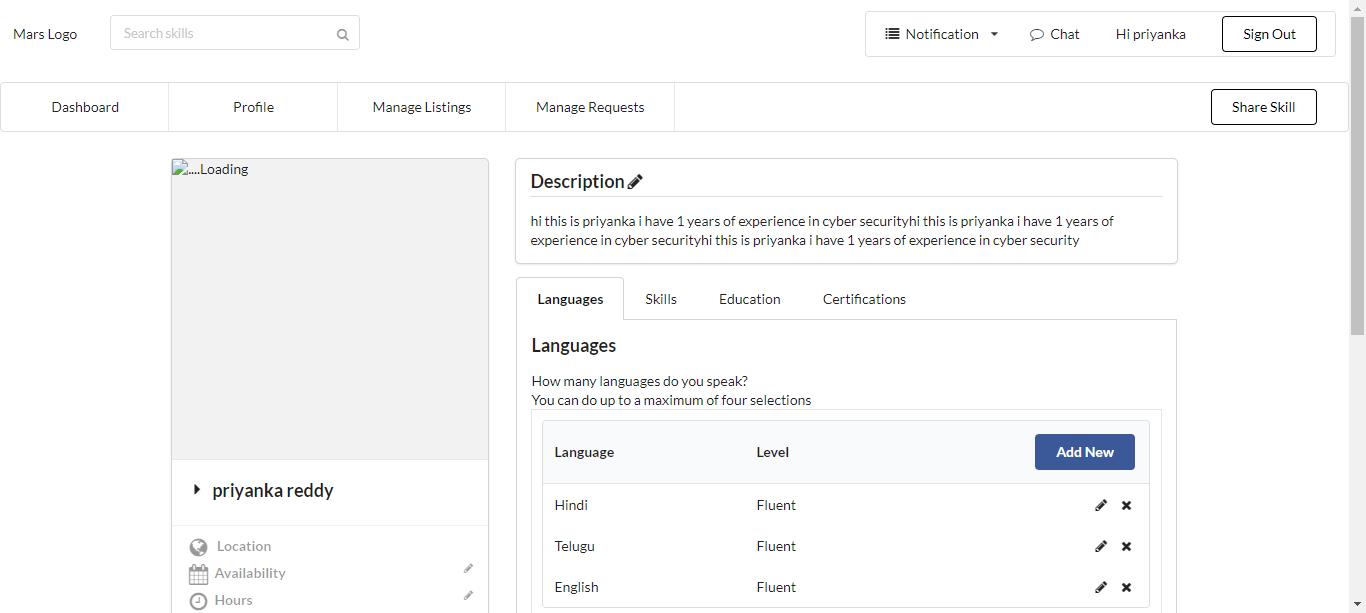 Mars Logo
Search skills
Notification
Chat
Hi priyanka
Sign Out
Dashboard
Profile
Manage Listings
Manage Requests
Share Skill
....Loading
priyanka reddy
Location
Availability
Hours
Description
hi this is priyanka i have 1 years of experience in cyber securityhi this is priyanka i have 1 years of
experience in cyber securityhi this is priyanka i have 1 years of experience in cyber security
Languages
Skills
Education
Certifications
Languages
How many languages do you speak?
You can do up to a maximum of four selections
Language
Level
Add New
Hindi
Fluent
Telugu
Fluent
English
Fluent